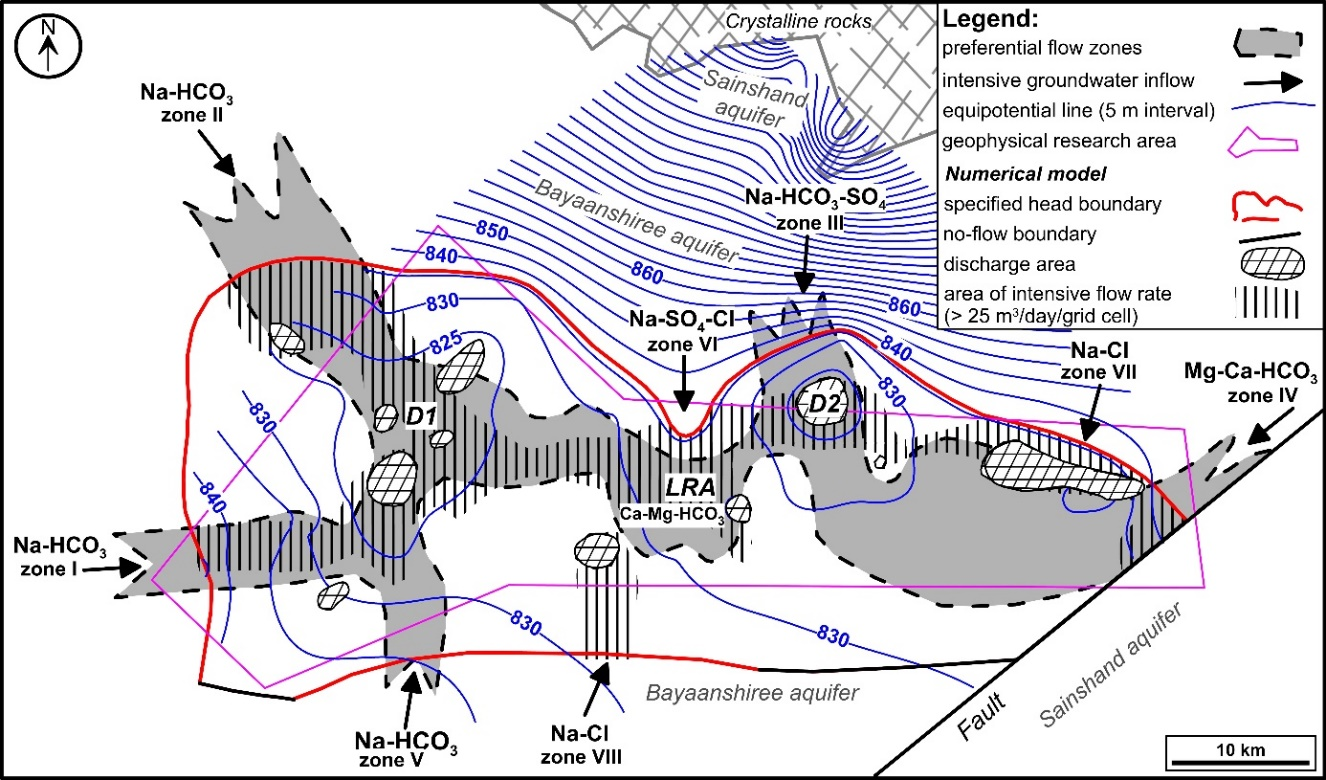 N
Crystalline rocks
Sainshand
aquifer
Bayaanshiree aquifer
Legend:
preferential flow zones
intensive groundwater inflow
equipotential line (5 m interval)
geophysical research area
Numerical model
specified head boundary
no-flow boundary
discharge area
area of intensive flow rate
(> 25 m³/day/grid cell)
Na-HCO₃
zone II
Na-HCO₃-SO₄
zone III
850
840
830
825
860
860
Na-SO₄-Cl
zone VI
840
830
Na-Cl
zone VII
Mg-Ca-HCO₃
zone IV
830
840
D1
D2
LRA
Ca-Mg-HCO₃
Na-HCO₃
zone I
830
830
Bayaanshiree aquifer
Sainshand aquifer
Fault
Na-HCO₃
zone V
Na-Cl
zone VIII
10 km